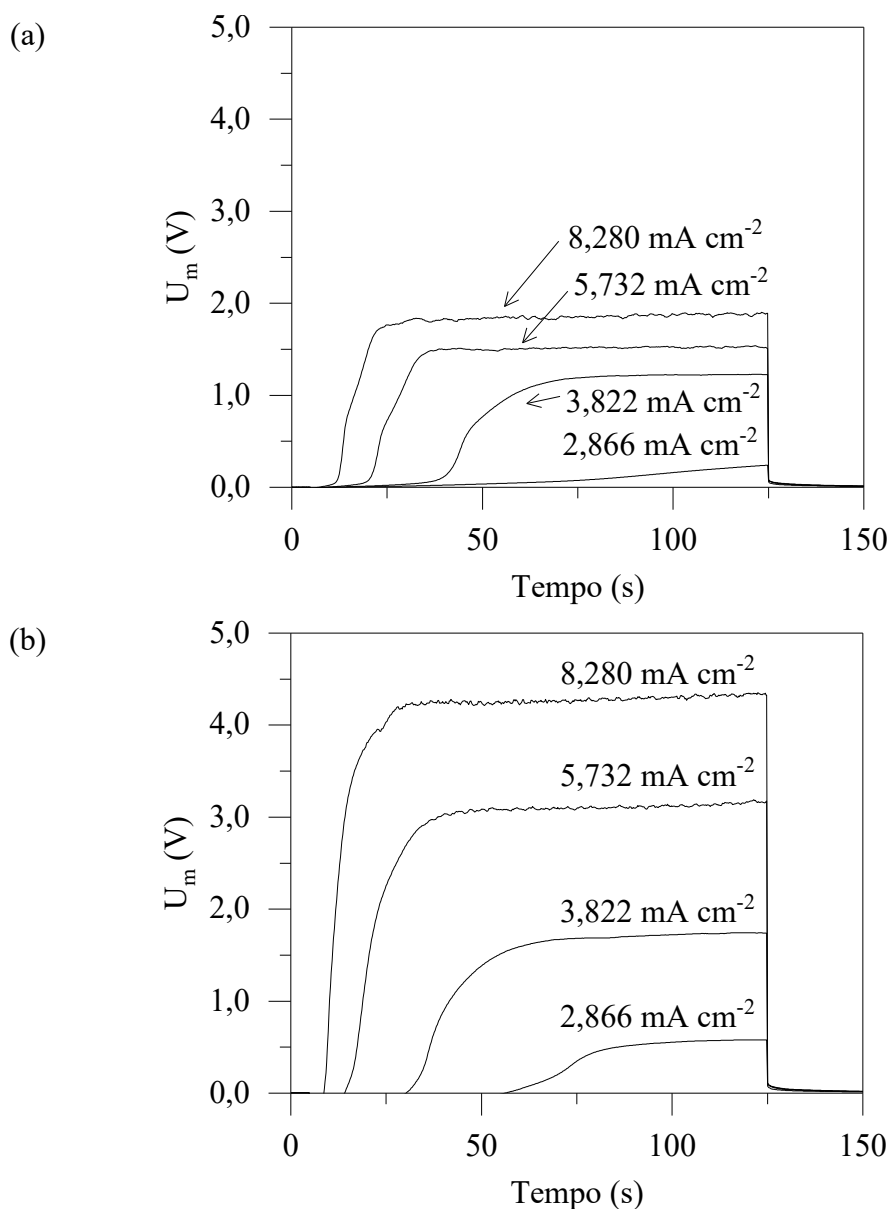 (a)
5,0
4,0
3,0
2,0
1,0
0,0
U_m (V)
8,280 mA cm⁻²
5,732 mA cm⁻²
3,822 mA cm⁻²
2,866 mA cm⁻²
0 50 100 150
Tempo (s)
(b)
5,0
4,0
3,0
2,0
1,0
0,0
U_m (V)
8,280 mA cm⁻²
5,732 mA cm⁻²
3,822 mA cm⁻²
2,866 mA cm⁻²
0 50 100 150
Tempo (s)